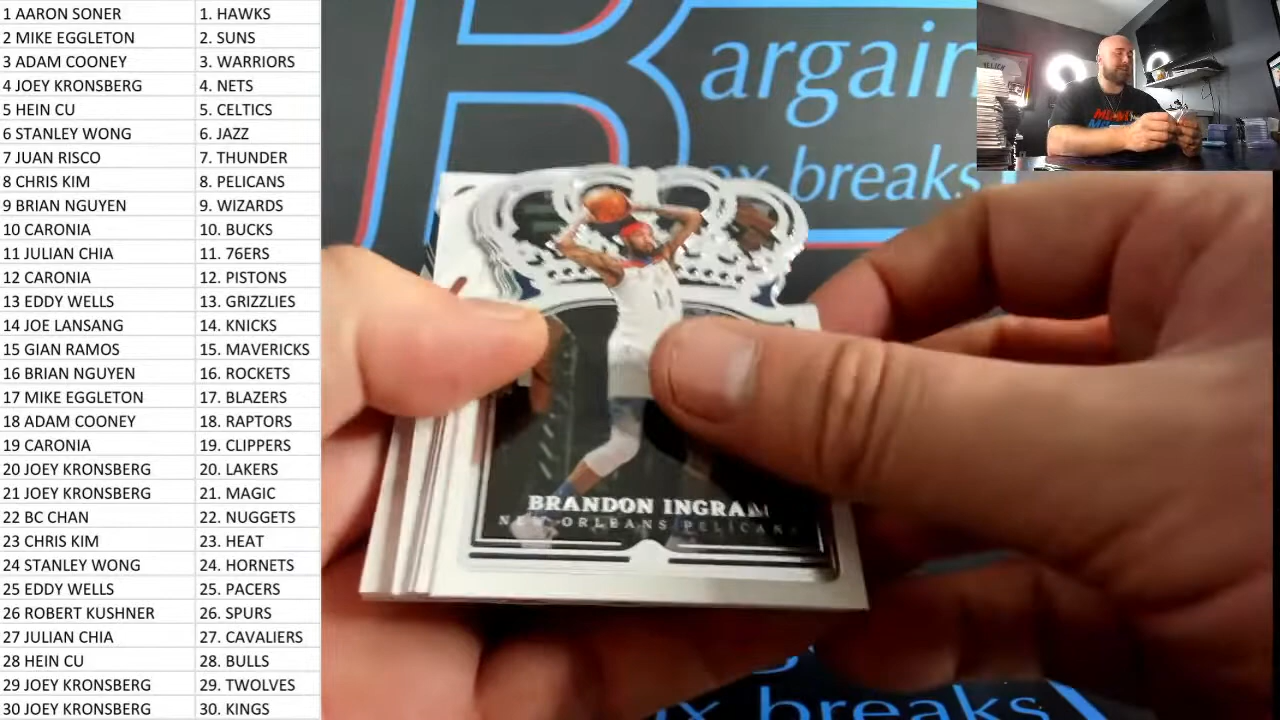 1 AARON SONER 1. HAWKS
2 MIKE EGGLETON 2. SUNS
3 ADAM COONEY 3. WARRIORS
4 JOEY KRONSBERG 4. NETS
5 HEIN CU 5. CELTICS
6 STANLEY WONG 6. JAZZ
7 JUAN RISCO 7. THUNDER
8 CHRIS KIM 8. PELICANS
9 BRIAN NGUYEN 9. WIZARDS
10 CARONIA 10. BUCKS
11 JULIAN CHIA 11. 76ERS
12 CARONIA 12. PISTONS
13 EDDY WELLS 13. GRIZZLIES
14 JOE LANSANG 14. KNICKS
15 GIAN RAMOS 15. MAVERICKS
16 BRIAN NGUYEN 16. ROCKETS
17 MIKE EGGLETON 17. BLAZERS
18 ADAM COONEY 18. RAPTORS
19 CARONIA 19. CLIPPERS
20 JOEY KRONSBERG 20. LAKERS
21 JOEY KRONSBERG 21. MAGIC
22 BC CHAN 22. NUGGETS
23 CHRIS KIM 23. HEAT
24 STANLEY WONG 24. HORNETS
25 EDDY WELLS 25. PACERS
26 ROBERT KUSHNER 26. SPURS
27 JULIAN CHIA 27. CAVALIERS
28 HEIN CU 28. BULLS
29 JOEY KRONSBERG 29. TWOLVES
30 JOEY KRONSBERG 30. KINGS
Bargain
ox breaks
14
BRANDON INGRAM
NEW ORLEANS PELICANS
ox breaks